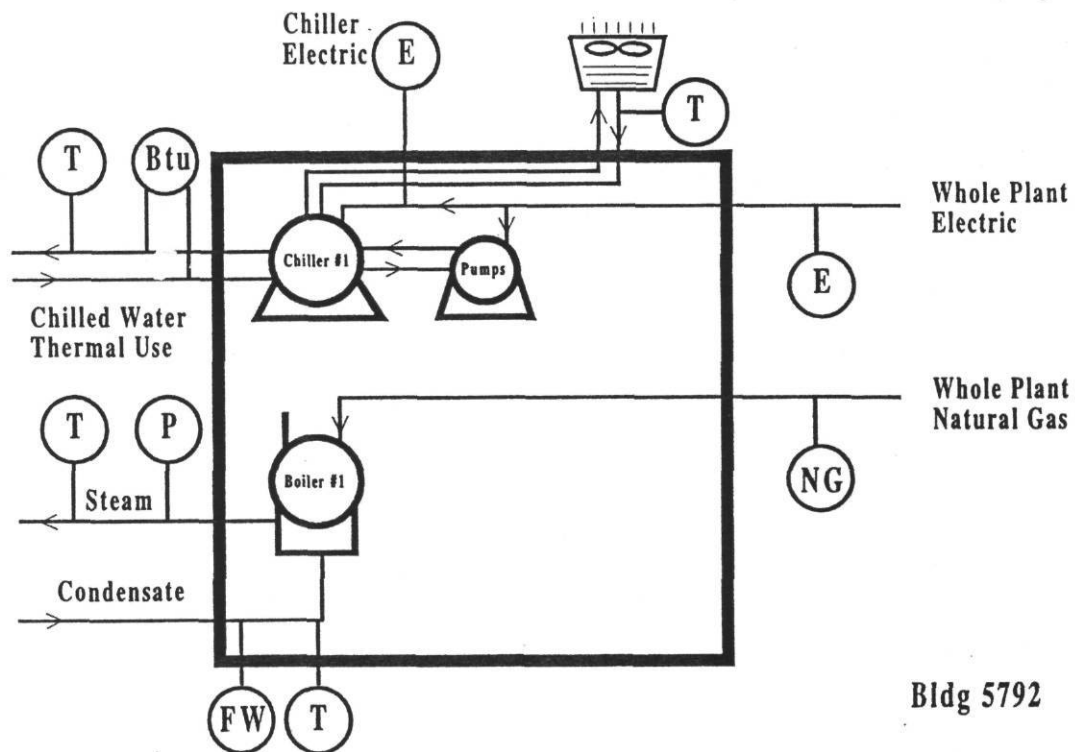 Chiller
Electric
E
T
T
Btu
Whole Plant
Electric
Chiller #1
Pumps
E
Chilled Water
Thermal Use
Whole Plant
Natural Gas
T
P
Boiler #1
NG
Steam
Condensate
FW
T
Bldg 5792